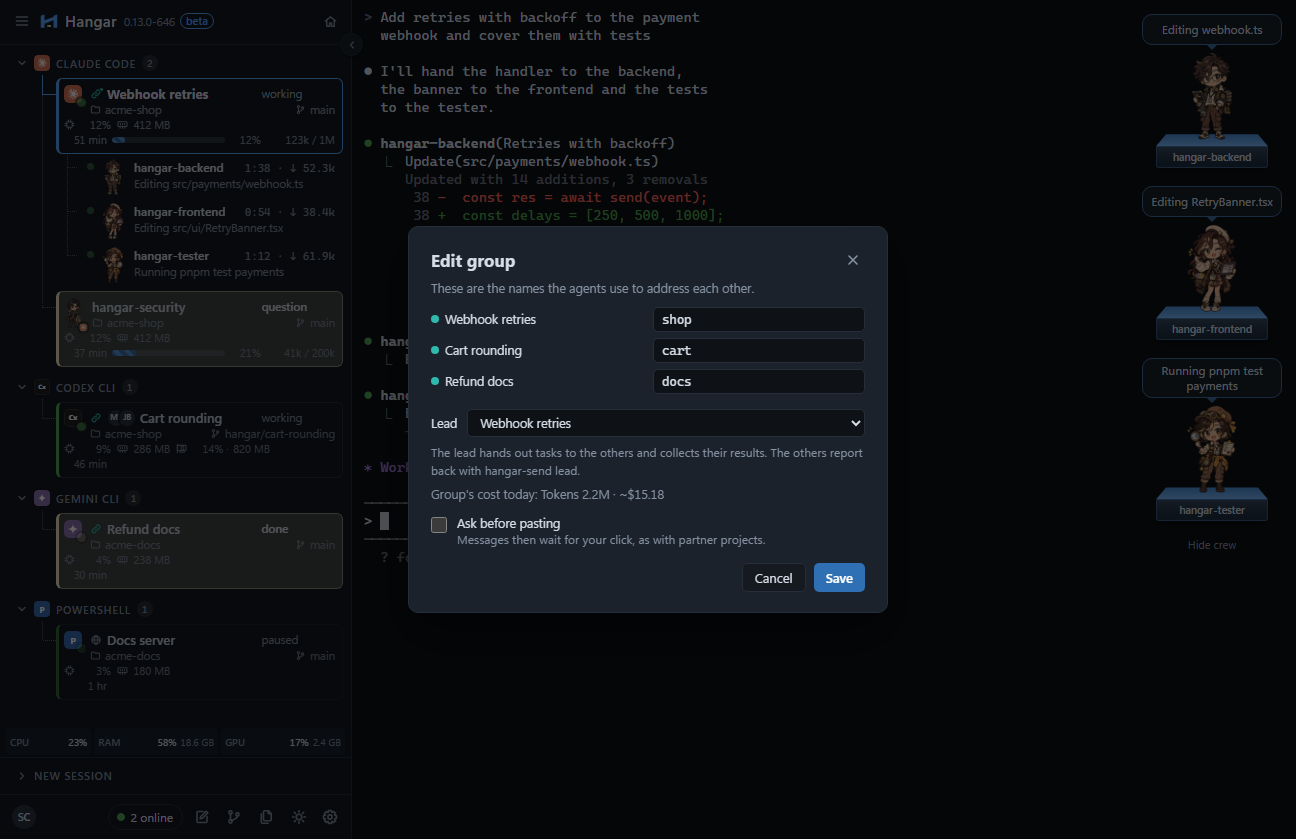 Hangar 0.13.0-646 beta
CLAUDE CODE 2
Webhook retries working
acme-shop main
12% 412 MB
51 min 12% 123k / 1M
hangar-backend 1:38 · ↓ 52.3k
Editing src/payments/webhook.ts
hangar-frontend 0:54 · ↓ 38.4k
Editing src/ui/RetryBanner.tsx
hangar-tester 1:12 · ↓ 61.9k
Running pnpm test payments
hangar-security question
acme-shop main
12% 412 MB
37 min 21% 41k / 200k
Cx CODEX CLI 1
Cx M JB Cart rounding working
acme-shop hangar/cart-rounding
9% 286 MB 14% · 820 MB
46 min
GEMINI CLI 1
Refund docs done
acme-docs main
4% 238 MB
30 min
P POWERSHELL 1
P Docs server paused
acme-docs main
3% 180 MB
1 hr
CPU 23% RAM 58% 18.6 GB GPU 17% 2.4 GB
NEW SESSION
SC 2 online
> Add retries with backoff to the payment
webhook and cover them with tests
● I'll hand the handler to the backend,
the banner to the frontend and the tests
to the tester.
● hangar-backend(Retries with backoff)
Update(src/payments/webhook.ts)
Updated with 14 additions, 3 removals
38 - const res = await send(event);
38 + const delays = [250, 500, 1000];
>
Edit group
These are the names the agents use to address each other.
Webhook retries shop
Cart rounding cart
Refund docs docs
Lead Webhook retries
The lead hands out tasks to the others and collects their results. The others report
back with hangar-send lead.
Group's cost today: Tokens 2.2M · ~$15.18
Ask before pasting
Messages then wait for your click, as with partner projects.
Cancel Save
Editing webhook.ts
hangar-backend
Editing RetryBanner.tsx
hangar-frontend
Running pnpm test
payments
hangar-tester
Hide crew